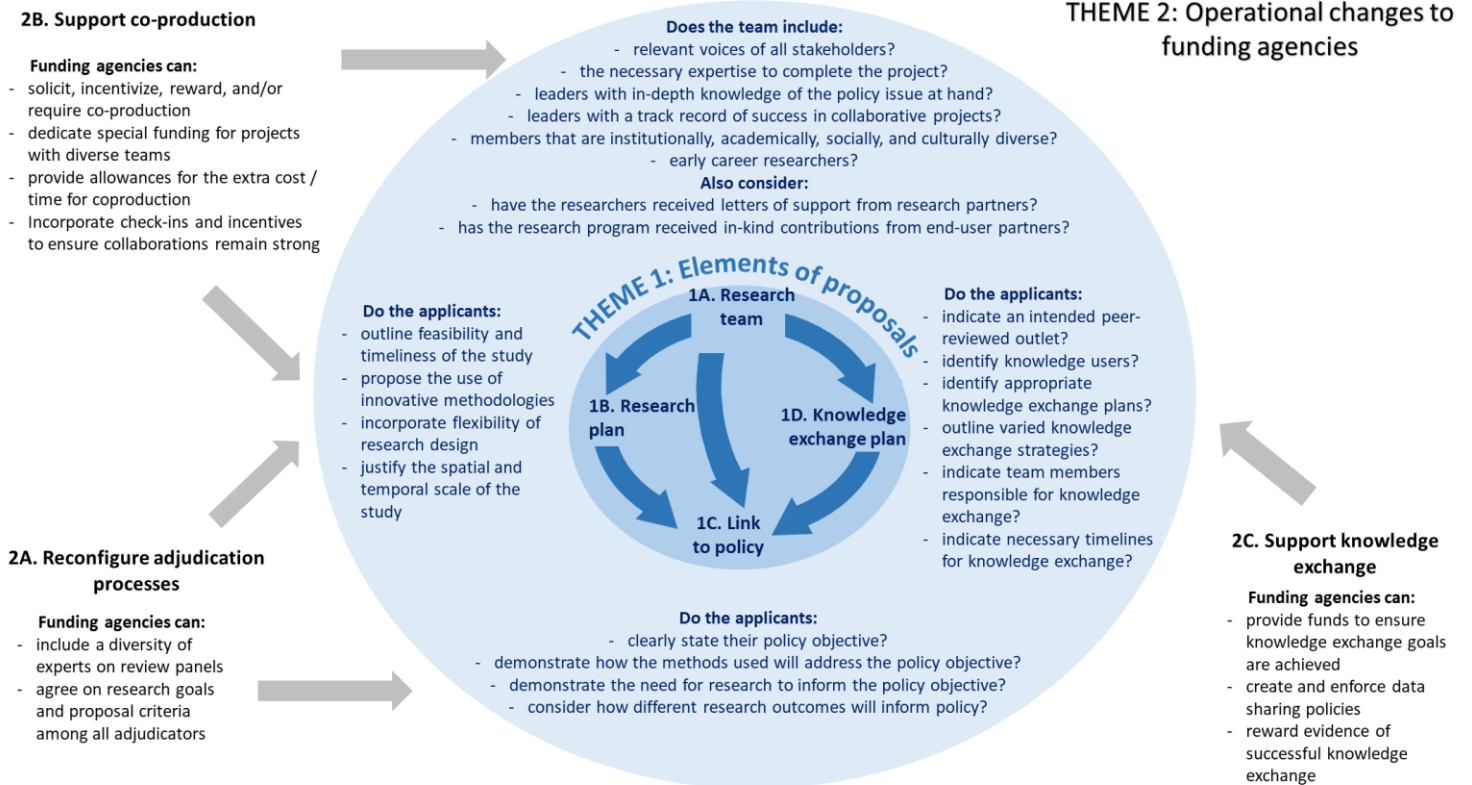 THEME 2: Operational changes to
funding agencies
2B. Support co-production
Funding agencies can:
- solicit, incentivize, reward, and/or
require co-production
- dedicate special funding for projects
with diverse teams
- provide allowances for the extra cost /
time for coproduction
- Incorporate check-ins and incentives
to ensure collaborations remain strong
Does the team include:
- relevant voices of all stakeholders?
- the necessary expertise to complete the project?
- leaders with in-depth knowledge of the policy issue at hand?
- leaders with a track record of success in collaborative projects?
- members that are institutionally, academically, socially, and culturally diverse?
- early career researchers?
Also consider:
- have the researchers received letters of support from research partners?
- has the research program received in-kind contributions from end-user partners?
THEME 1: Elements of proposals
1A. Research
team
1B. Research
plan
1D. Knowledge
exchange plan
1C. Link
to policy
Do the applicants:
- outline feasibility and
timeliness of the study
- propose the use of
innovative methodologies
- incorporate flexibility of
research design
- justify the spatial and
temporal scale of the
study
Do the applicants:
- indicate an intended peer-
reviewed outlet?
- identify knowledge users?
- identify appropriate
knowledge exchange plans?
- outline varied knowledge
exchange strategies?
- indicate team members
responsible for knowledge
exchange?
- indicate necessary timelines
for knowledge exchange?
2A. Reconfigure adjudication
processes
Funding agencies can:
- include a diversity of
experts on review panels
- agree on research goals
and proposal criteria
among all adjudicators
Do the applicants:
- clearly state their policy objective?
- demonstrate how the methods used will address the policy objective?
- demonstrate the need for research to inform the policy objective?
- consider how different research outcomes will inform policy?
2C. Support knowledge
exchange
Funding agencies can:
- provide funds to ensure
knowledge exchange goals
are achieved
- create and enforce data
sharing policies
- reward evidence of
successful knowledge
exchange